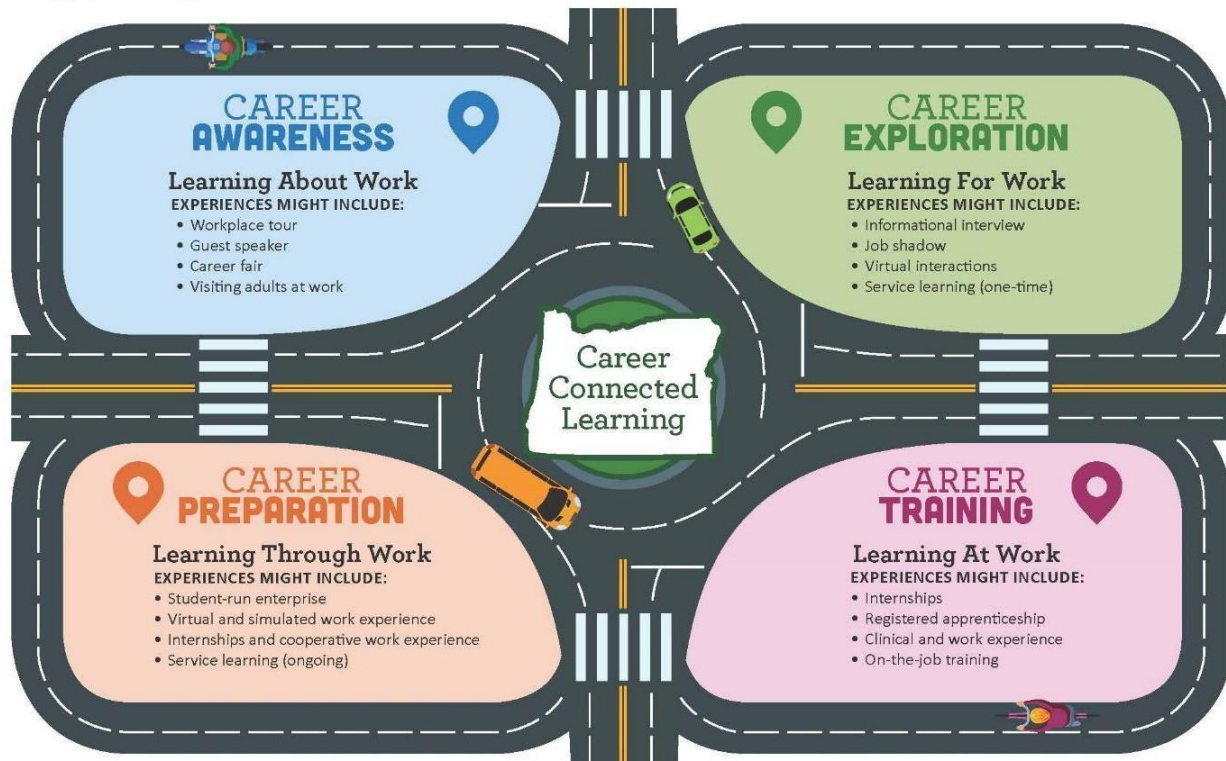 CAREER
AWARENESS
Learning About Work
EXPERIENCES MIGHT INCLUDE:
• Workplace tour
• Guest speaker
• Career fair
• Visiting adults at work
CAREER
EXPLORATION
Learning For Work
EXPERIENCES MIGHT INCLUDE:
• Informational interview
• Job shadow
• Virtual interactions
• Service learning (one-time)
Career
Connected
Learning
CAREER
PREPARATION
Learning Through Work
EXPERIENCES MIGHT INCLUDE:
• Student-run enterprise
• Virtual and simulated work experience
• Internships and cooperative work experience
• Service learning (ongoing)
CAREER
TRAINING
Learning At Work
EXPERIENCES MIGHT INCLUDE:
• Internships
• Registered apprenticeship
• Clinical and work experience
• On-the-job training